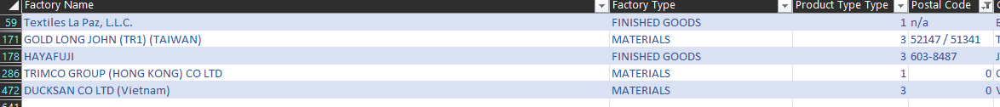 Factory Name Factory Type Product Type Type Postal Code
59 Textiles La Paz, L.L.C. FINISHED GOODS 1 n/a
171 GOLD LONG JOHN (TR1) (TAIWAN) MATERIALS 3 52147 / 51341
178 HAYAFUJI FINISHED GOODS 3 603-8487
286 TRIMCO GROUP (HONG KONG) CO LTD MATERIALS 1 0
472 DUCKSAN CO LTD (Vietnam) MATERIALS 3 0